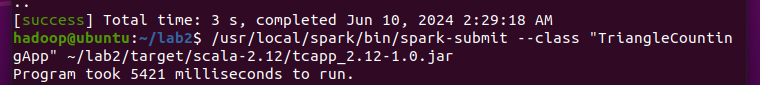 ..
[success] Total time: 3 s, completed Jun 10, 2024 2:29:18 AM
hadoop@ubuntu:~/lab2$ /usr/local/spark/bin/spark-submit --class "TriangleCountin
gApp" ~/lab2/target/scala-2.12/tcapp_2.12-1.0.jar
Program took 5421 milliseconds to run.